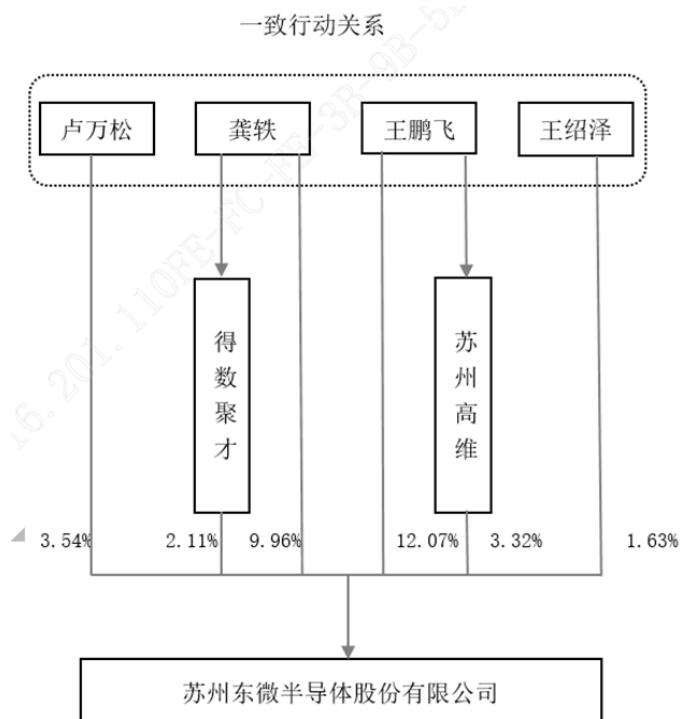 一致行动关系
卢万松 龚轶 王鹏飞 王绍泽
得数聚才
苏州高维
3.54% 2.11% 9.96% 12.07% 3.32% 1.63%
苏州东微半导体股份有限公司